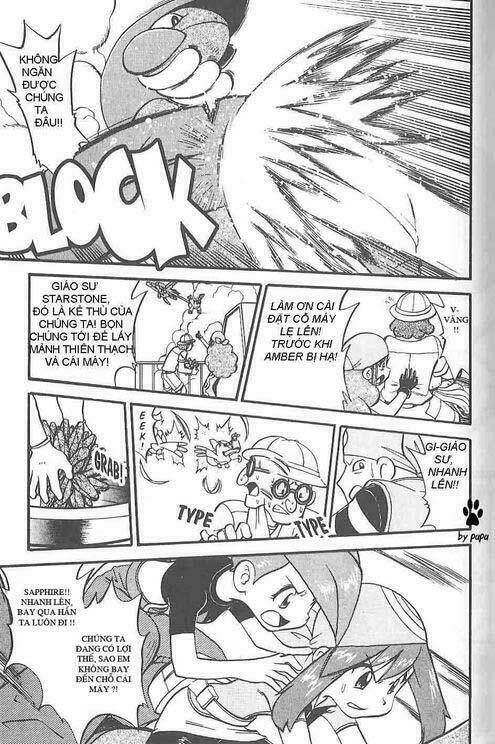 KHÔNG
NGĂN
ĐƯỢC
CHÚNG
TA
ĐÂU!!
BLOCK
GIÁO SƯ
STARSTONE,
ĐÓ LÀ KẺ THÙ CỦA
CHÚNG TA! BỌN
CHÚNG TỚI ĐỂ LẤY
MẢNH THIÊN THẠCH
VÀ CÁI MÁY!
LÀM ƠN CÀI
ĐẶT CỖ MÁY
LẸ LÊN!
TRƯỚC KHI
AMBER BỊ HẠ!
V-
VÂNG
!!
GRAB!
EEK!
TYPE
TYPE
GI-GIÁO
SƯ,
NHANH
LÊN!!
by papa
SAPPHIRE!!
NHANH LÊN,
BAY QUA HẮN
TA LUÔN ĐI !!
CHÚNG TA
ĐANG CÓ LỢI
THẾ, SAO EM
KHÔNG BAY
ĐẾN CHỖ CÁI
MÁY ?!